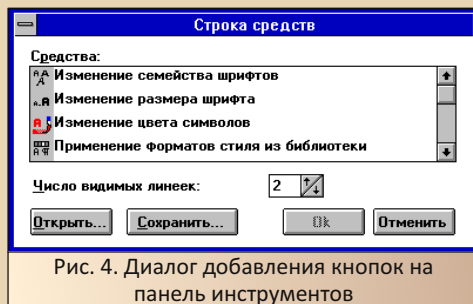 Строка средств
Средства:
Изменение семейства шрифтов
Изменение размера шрифта
Изменение цвета символов
Применение форматов стиля из библиотеки
Число видимых линеек: 2
Открыть... Сохранить... Ok Отменить
Рис. 4. Диалог добавления кнопок на
панель инструментов